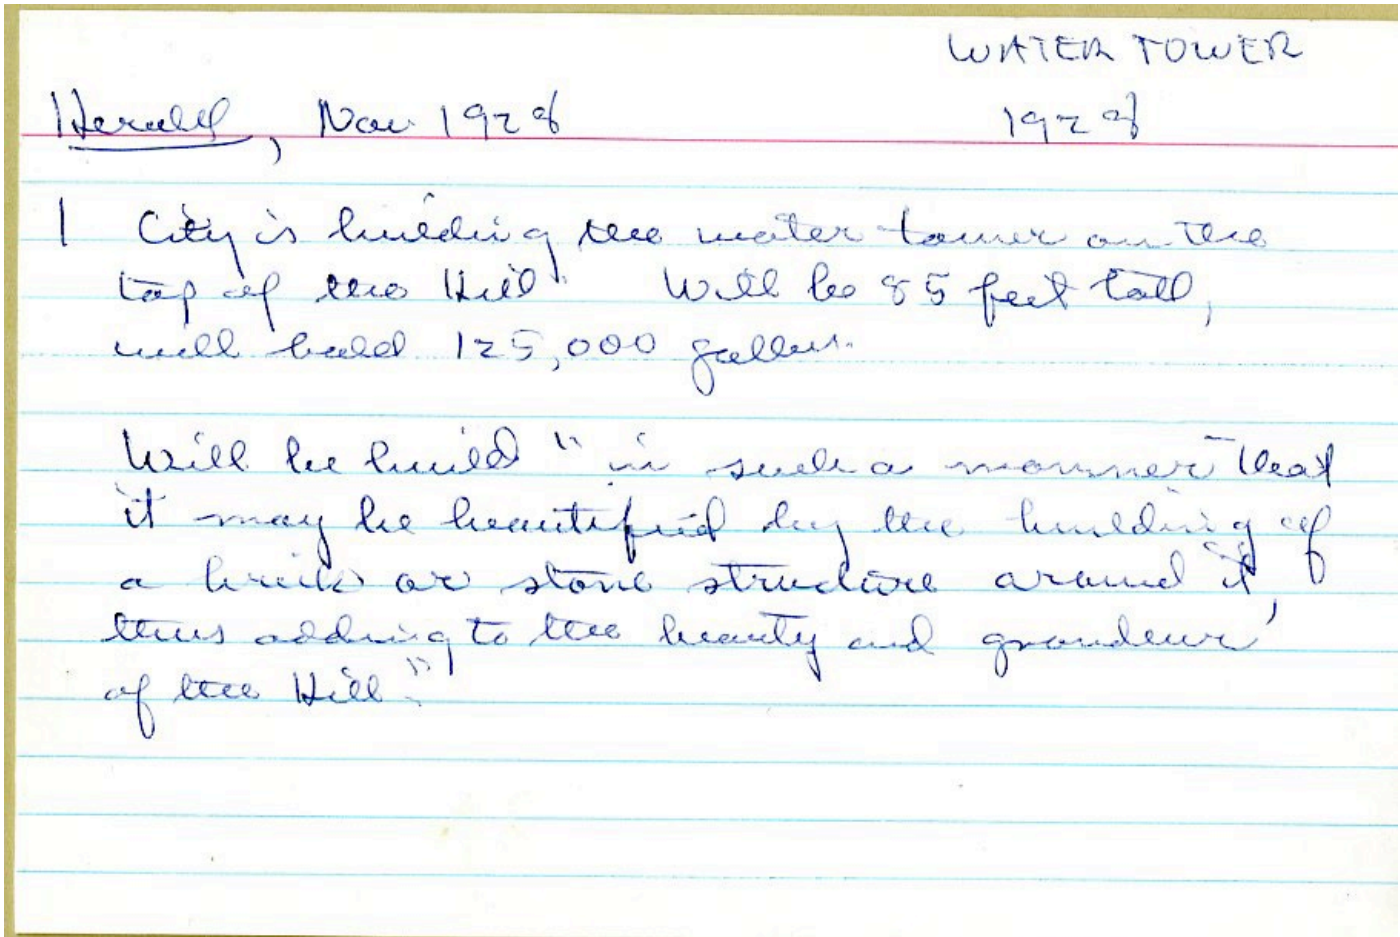 WATER TOWER
Herald, Nov 1928 1928
1 City is building the water tower on the
top of the Hill. Will be 85 feet tall,
will hold 125,000 gallons.
Will be build "in such a manner that
it may be beautified by the building of
a brick or stone structure around it,
thus adding to the beauty and grandeur
of the Hill."